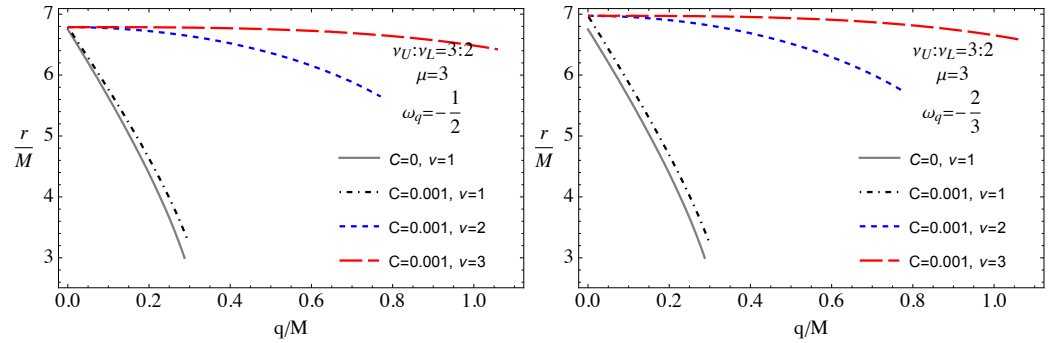 7
6
5
4
3
r/M
ν_U:ν_L=3:2
μ=3
ω_q=-1/2
C=0, ν=1
C=0.001, ν=1
C=0.001, ν=2
C=0.001, ν=3
0.0 0.2 0.4 0.6 0.8 1.0
q/M
7
6
5
4
3
r/M
ν_U:ν_L=3:2
μ=3
ω_q=-2/3
C=0, ν=1
C=0.001, ν=1
C=0.001, ν=2
C=0.001, ν=3
0.0 0.2 0.4 0.6 0.8 1.0
q/M